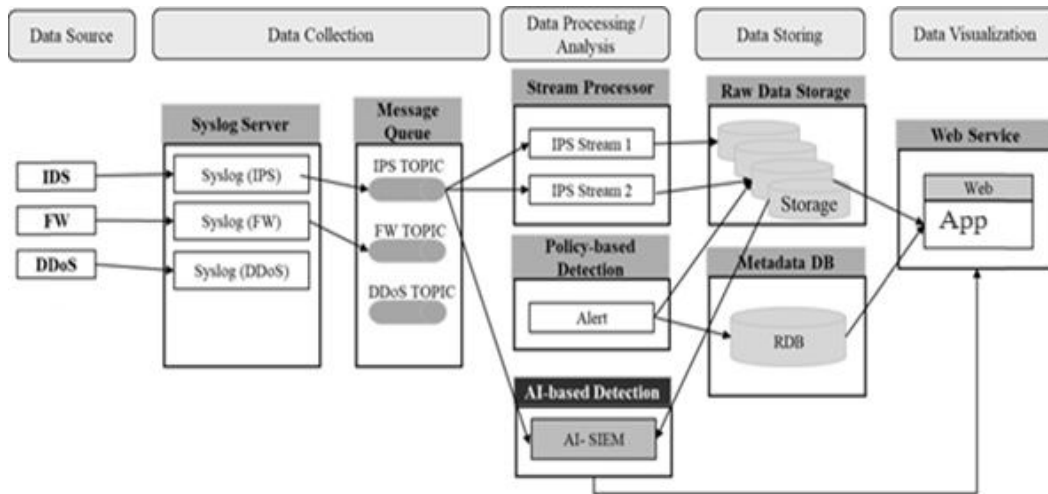 Data Source
Data Collection
Data Processing /
Analysis
Data Storing
Data Visualization
Syslog Server
Message
Queue
Stream Processor
Raw Data Storage
Web Service
IDS
FW
DDoS
Syslog (IPS)
Syslog (FW)
Syslog (DDoS)
IPS TOPIC
FW TOPIC
DDoS TOPIC
IPS Stream 1
IPS Stream 2
Storage
Web
App
Policy-based
Detection
Alert
Metadata DB
RDB
AI-based Detection
AI- SIEM